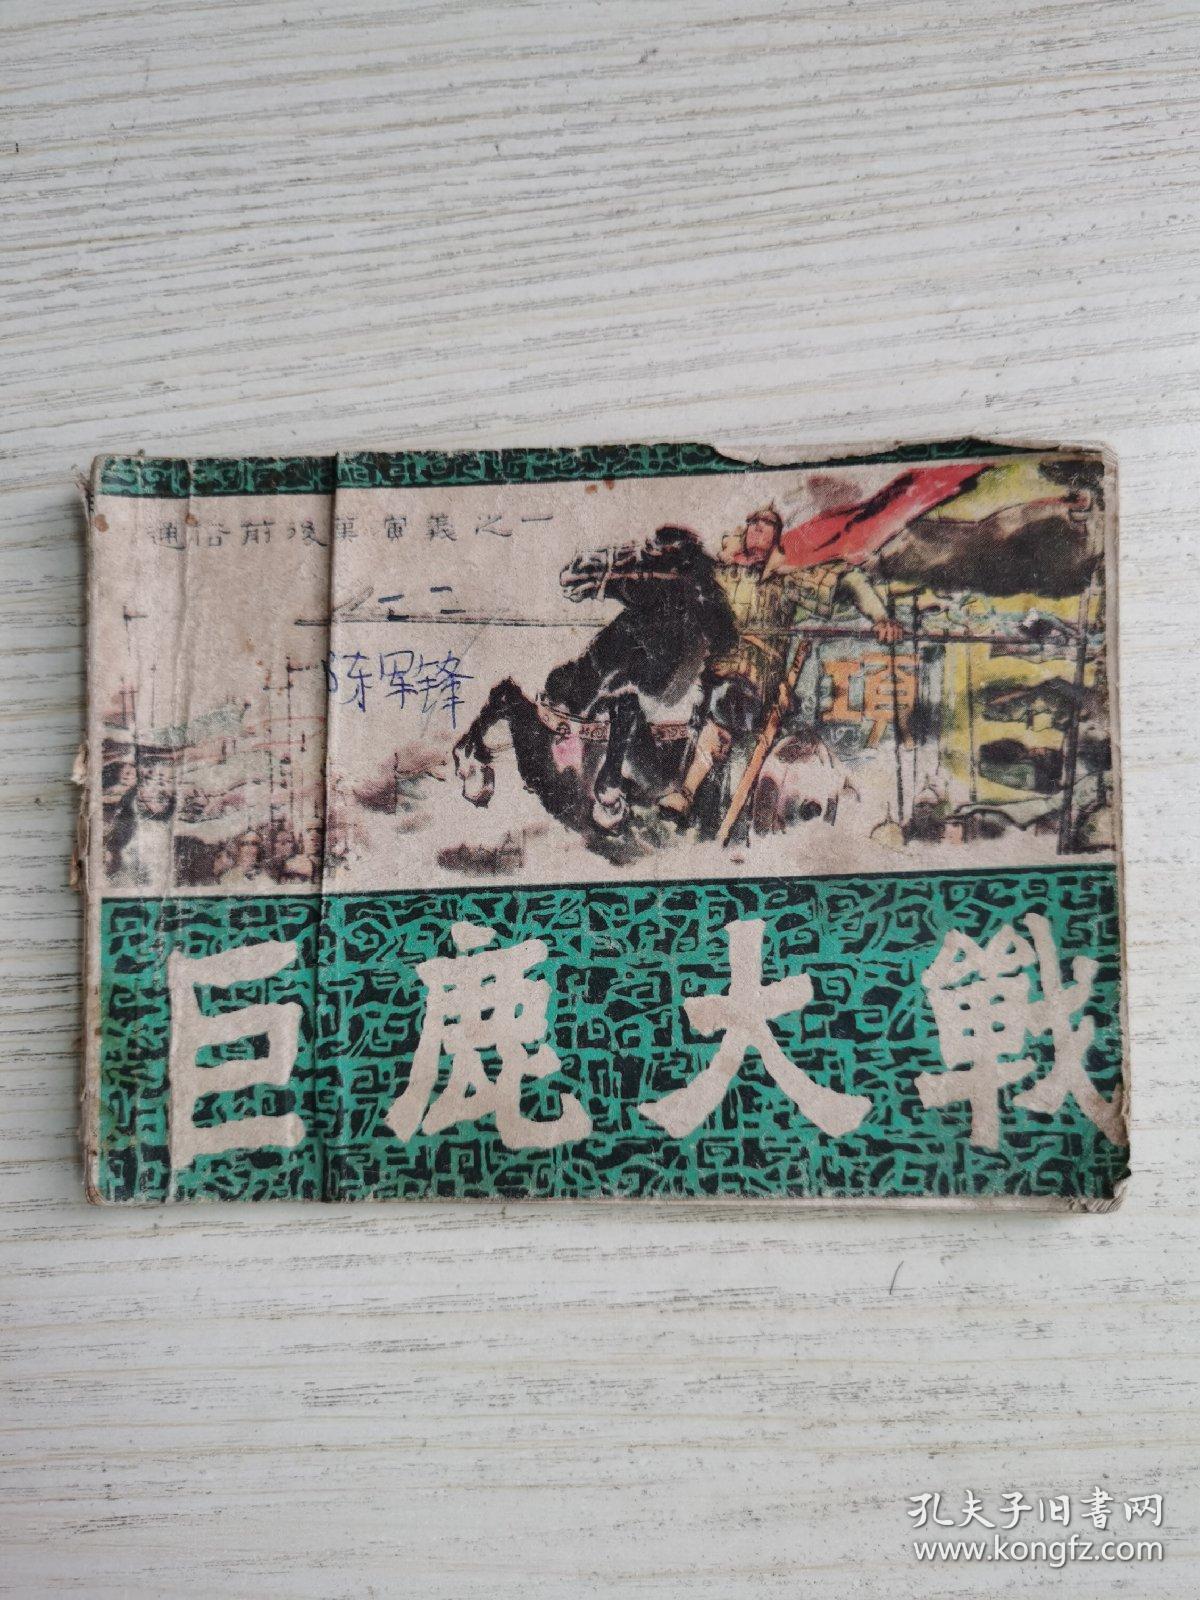 通俗前後漢演義之一
一二
陈军锋
項
巨鹿大戰
孔夫子旧書网
www.kongfz.com